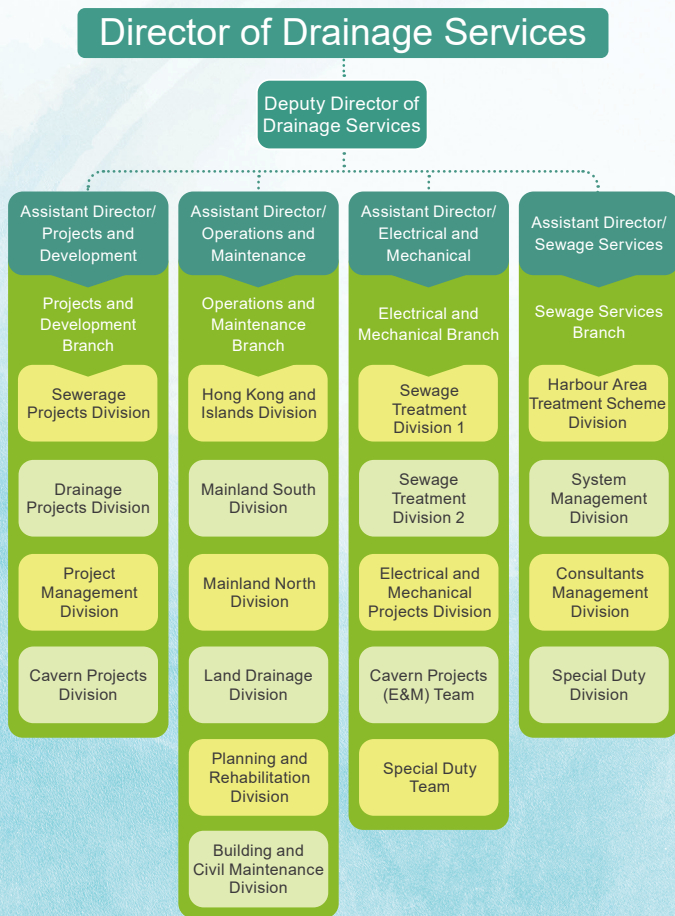 Director of Drainage Services
Deputy Director of
Drainage Services
Assistant Director/
Projects and
Development
Projects and
Development
Branch
Sewerage
Projects Division
Drainage
Projects Division
Project
Management
Division
Cavern Projects
Division
Assistant Director/
Operations and
Maintenance
Operations and
Maintenance
Branch
Hong Kong and
Islands Division
Mainland South
Division
Mainland North
Division
Land Drainage
Division
Planning and
Rehabilitation
Division
Building and
Civil Maintenance
Division
Assistant Director/
Electrical and
Mechanical
Electrical and
Mechanical Branch
Sewage
Treatment
Division 1
Sewage
Treatment
Division 2
Electrical and
Mechanical
Projects Division
Cavern Projects
(E&M) Team
Special Duty
Team
Assistant Director/
Sewage Services
Sewage Services
Branch
Harbour Area
Treatment Scheme
Division
System
Management
Division
Consultants
Management
Division
Special Duty
Division